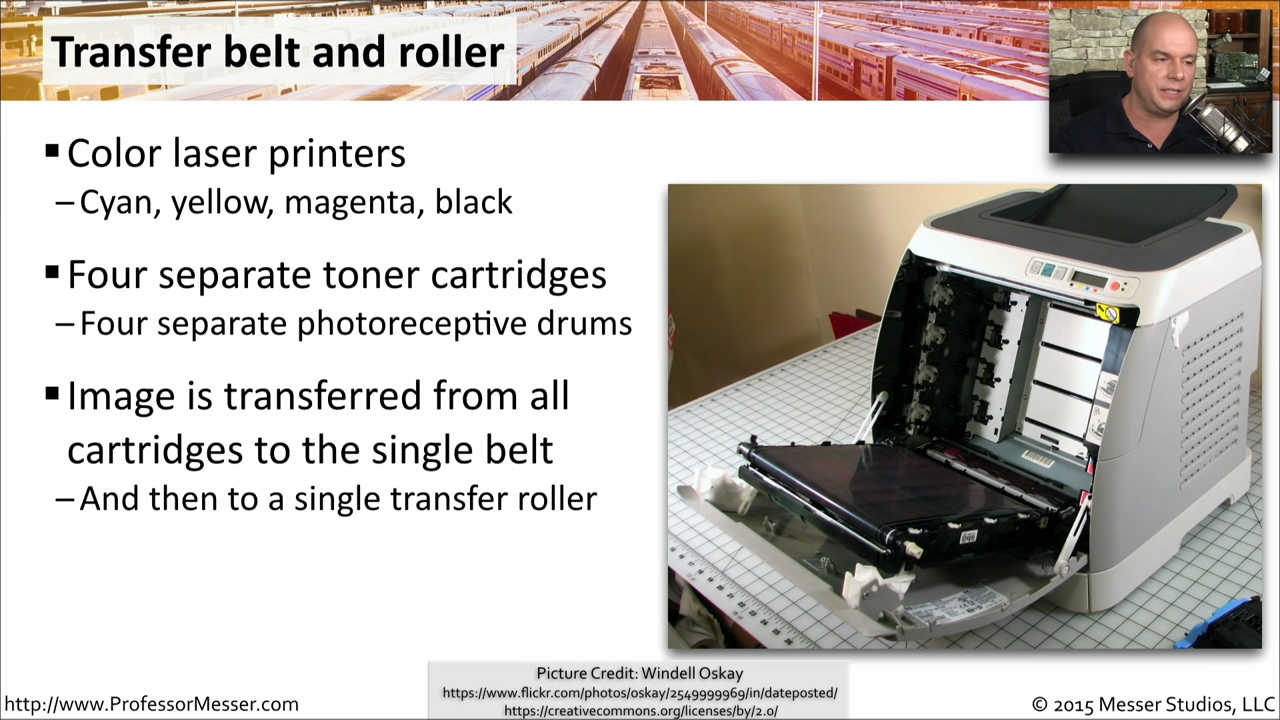 Transfer belt and roller
▪ Color laser printers
– Cyan, yellow, magenta, black
▪ Four separate toner cartridges
– Four separate photoreceptive drums
▪ Image is transferred from all
cartridges to the single belt
– And then to a single transfer roller
Picture Credit: Windell Oskay
https://www.flickr.com/photos/oskay/2549999969/in/dateposted/
https://creativecommons.org/licenses/by/2.0/
http://www.ProfessorMesser.com
© 2015 Messer Studios, LLC